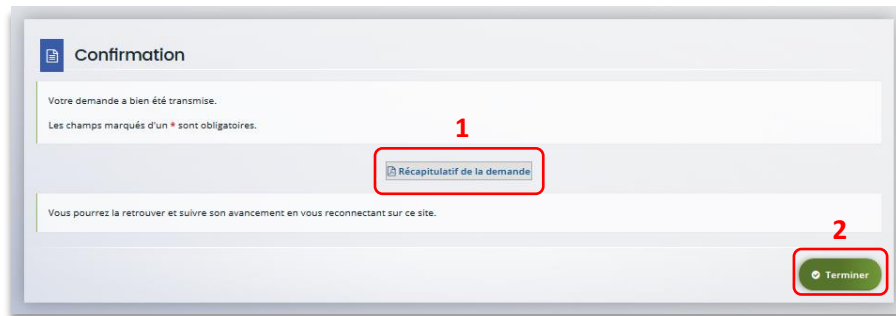 Confirmation
Votre demande a bien été transmise.
Les champs marqués d'un * sont obligatoires.
1
Récapitulatif de la demande
Vous pourrez la retrouver et suivre son avancement en vous reconnectant sur ce site.
2
Terminer